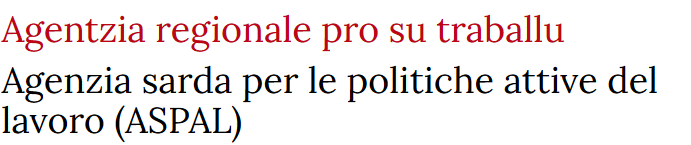 Agentzia regionale pro su traballu
Agenzia sarda per le politiche attive del
lavoro (ASPAL)